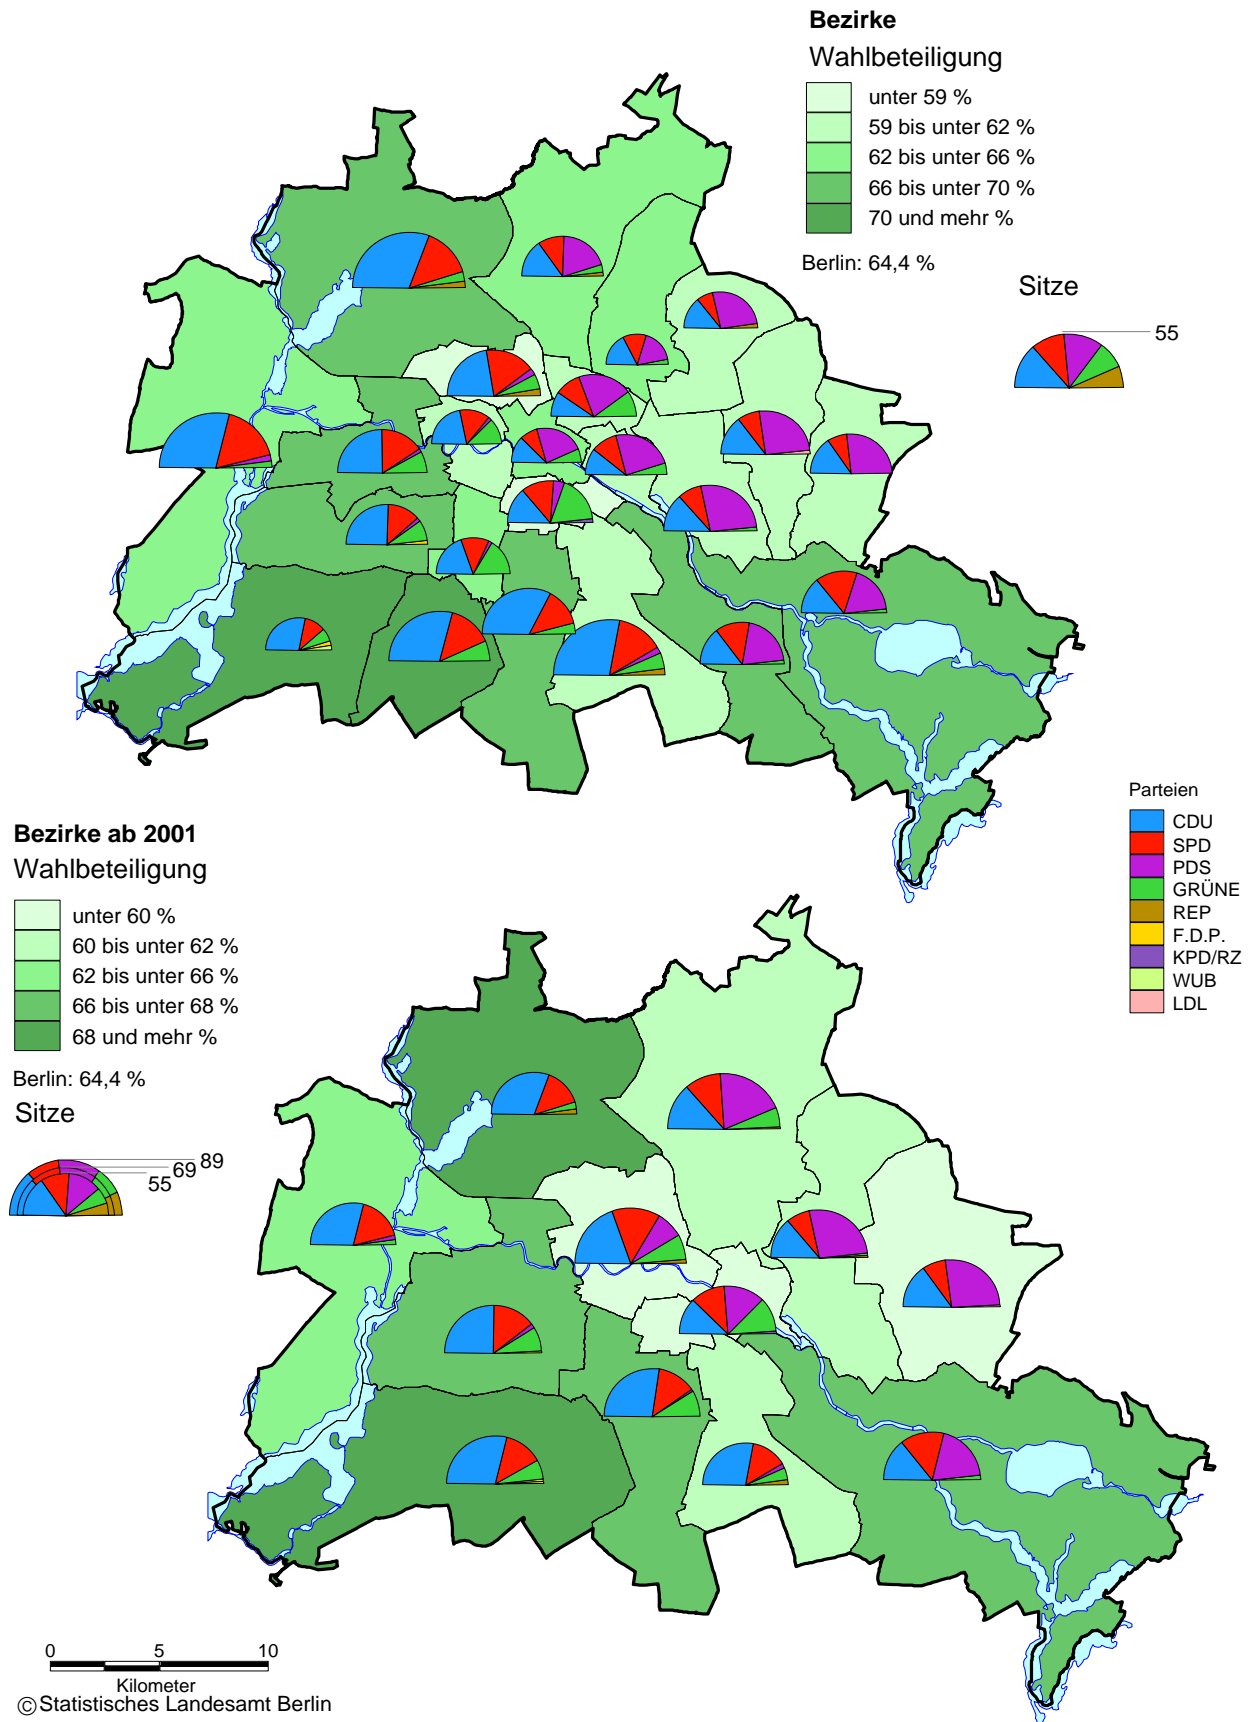 Bezirke
Wahlbeteiligung
unter 59 %
59 bis unter 62 %
62 bis unter 66 %
66 bis unter 70 %
70 und mehr %
Berlin: 64,4 %
Sitze
55
Parteien
CDU
SPD
PDS
GRÜNE
REP
F.D.P.
KPD/RZ
WUB
LDL
Bezirke ab 2001
Wahlbeteiligung
unter 60 %
60 bis unter 62 %
62 bis unter 66 %
66 bis unter 68 %
68 und mehr %
Berlin: 64,4 %
Sitze
89
69
55
0 5 10
Kilometer
©Statistisches Landesamt Berlin